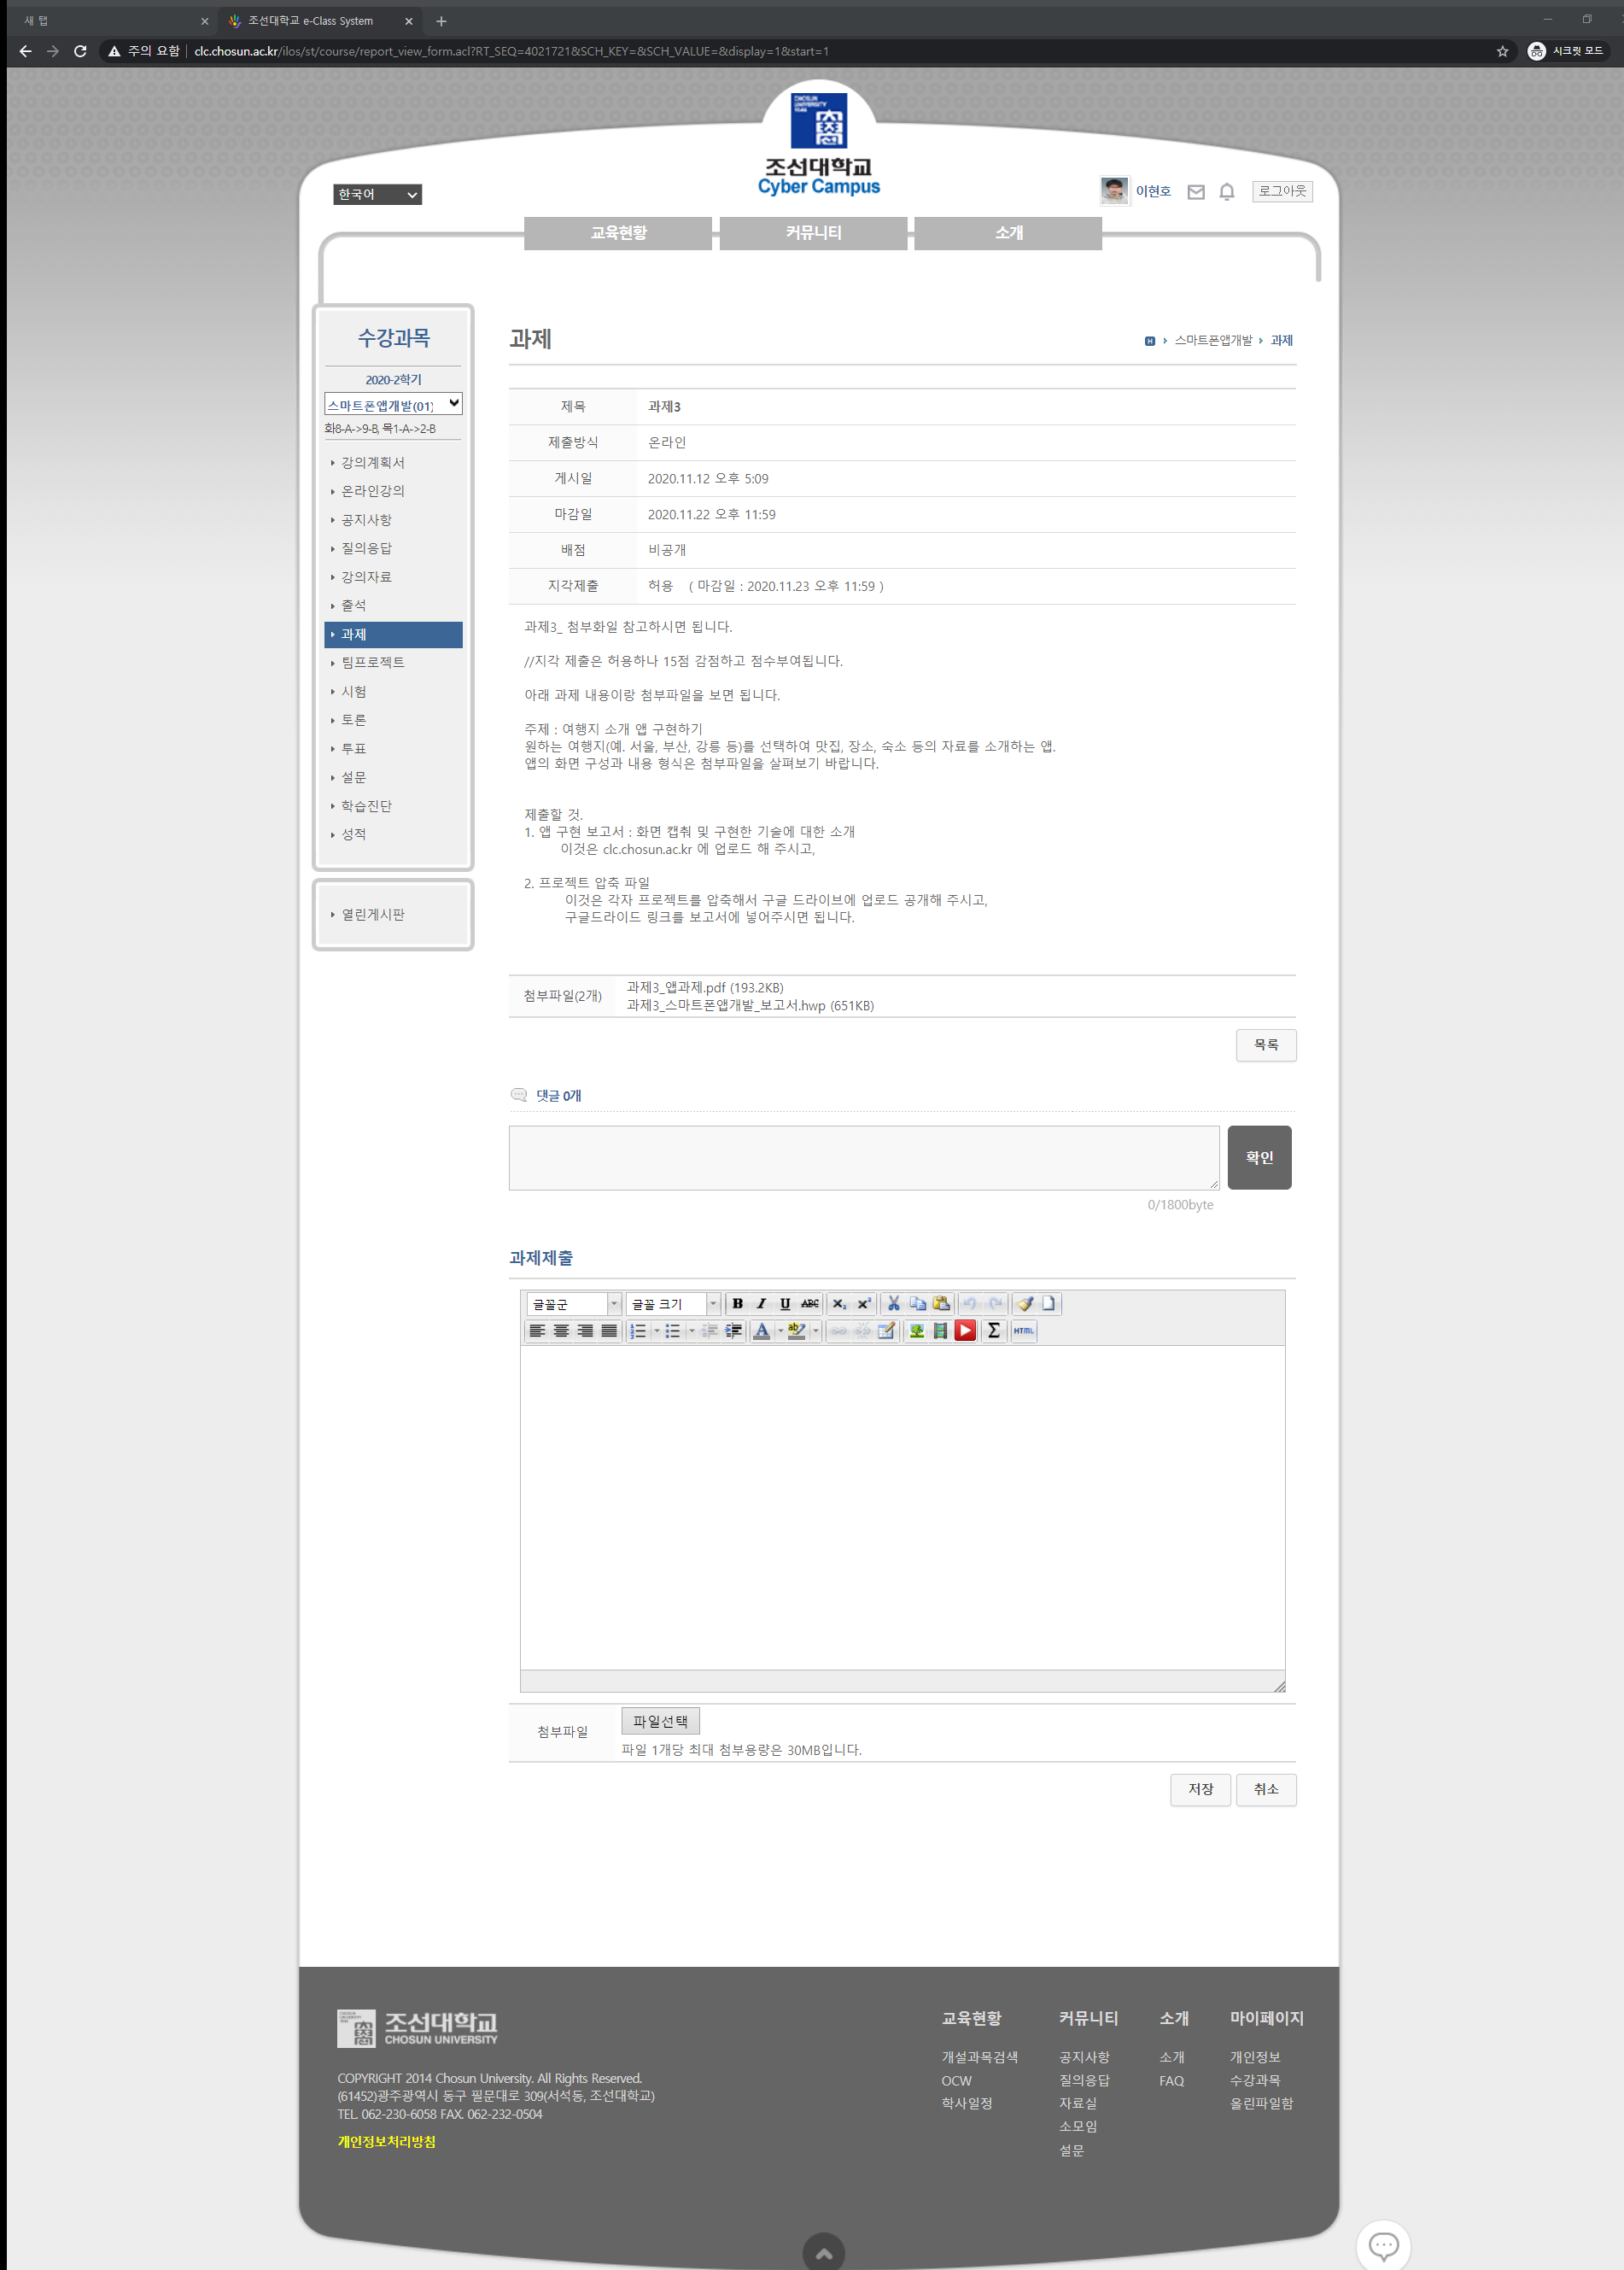 새 탭
조선대학교 e-Class System
주의 요함
clc.chosun.ac.kr/ilos/st/course/report_view_form.acl?RT_SEQ=4021721&SCH_KEY=&SCH_VALUE=&display=1&start=1
시크릿 모드
CHOSUN UNIVERSITY 1946
조선대학교
Cyber Campus
한국어
이현호
로그아웃
교육현황
커뮤니티
소개
수강과목
2020-2학기
스마트폰앱개발(01)
화8-A->9-B, 목1-A->2-B
강의계획서
온라인강의
공지사항
질의응답
강의자료
출석
과제
팀프로젝트
시험
토론
투표
설문
학습진단
성적
열린게시판
과제
H 스마트폰앱개발 과제
제목 과제3
제출방식 온라인
게시일 2020.11.12 오후 5:09
마감일 2020.11.22 오후 11:59
배점 비공개
지각제출 허용 ( 마감일 : 2020.11.23 오후 11:59 )
과제3_ 첨부화일 참고하시면 됩니다.
//지각 제출은 허용하나 15점 감점하고 점수부여됩니다.
아래 과제 내용이랑 첨부파일을 보면 됩니다.
주제 : 여행지 소개 앱 구현하기
원하는 여행지(예. 서울, 부산, 강릉 등)를 선택하여 맛집, 장소, 숙소 등의 자료를 소개하는 앱.
앱의 화면 구성과 내용 형식은 첨부파일을 살펴보기 바랍니다.
제출할 것.
1. 앱 구현 보고서 : 화면 캡춰 및 구현한 기술에 대한 소개
이것은 clc.chosun.ac.kr 에 업로드 해 주시고,
2. 프로젝트 압축 파일
이것은 각자 프로젝트를 압축해서 구글 드라이브에 업로드 공개해 주시고,
구글드라이드 링크를 보고서에 넣어주시면 됩니다.
첨부파일(2개)
과제3_앱과제.pdf (193.2KB)
과제3_스마트폰앱개발_보고서.hwp (651KB)
목록
댓글 0개
확인
0/1800byte
과제제출
글꼴군 글꼴 크기 B I U ABC X₂ X²
A ab Σ HTML
첨부파일
파일선택
파일 1개당 최대 첨부용량은 30MB입니다.
저장 취소
조선대학교
CHOSUN UNIVERSITY
COPYRIGHT 2014 Chosun University. All Rights Reserved.
(61452)광주광역시 동구 필문대로 309(서석동, 조선대학교)
TEL. 062-230-6058 FAX. 062-232-0504
개인정보처리방침
교육현황
개설과목검색
OCW
학사일정
커뮤니티
공지사항
질의응답
자료실
소모임
설문
소개
소개
FAQ
마이페이지
개인정보
수강과목
올린파일함